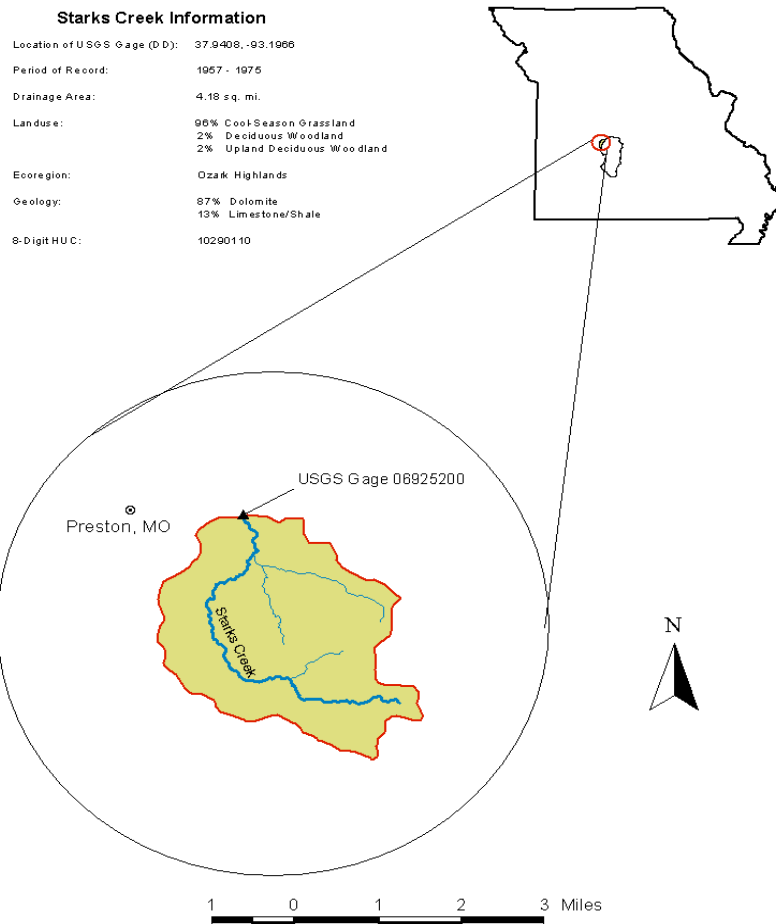 Starks Creek Information
Location of USGS Gage (DD): 37.9408, -93.1966
Period of Record: 1957 - 1975
Drainage Area: 4.18 sq. mi.
Landuse: 96% Cool-Season Grassland
2% Deciduous Woodland
2% Upland Deciduous Woodland
Ecoregion: Ozark Highlands
Geology: 87% Dolomite
13% Limestone/Shale
8-Digit HUC: 10290110
USGS Gage 06925200
Preston, MO
Starks Creek
N
1 0 1 2 3 Miles